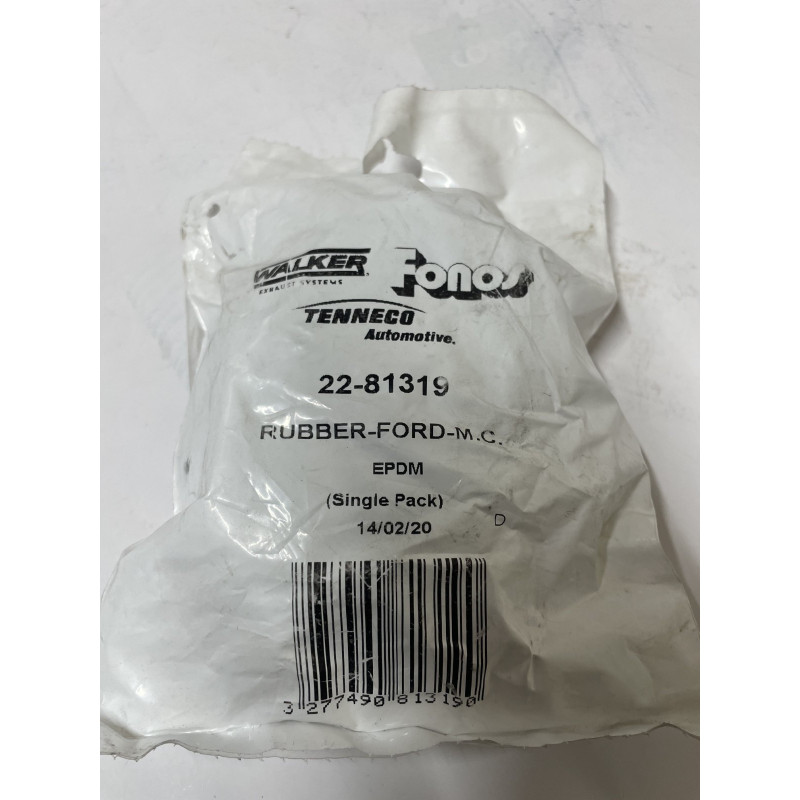 WALKER Fonos
EXHAUST SYSTEMS
TENNECO
Automotive.
22-81319
RUBBER-FORD-M.C.
EPDM
(Single Pack)
14/02/20 D
3 277490 813190